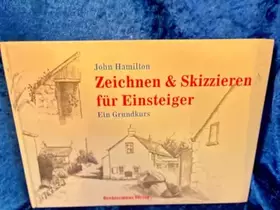 John Hamilton
Zeichnen & Skizzieren
für Einsteiger
Ein Grundkurs